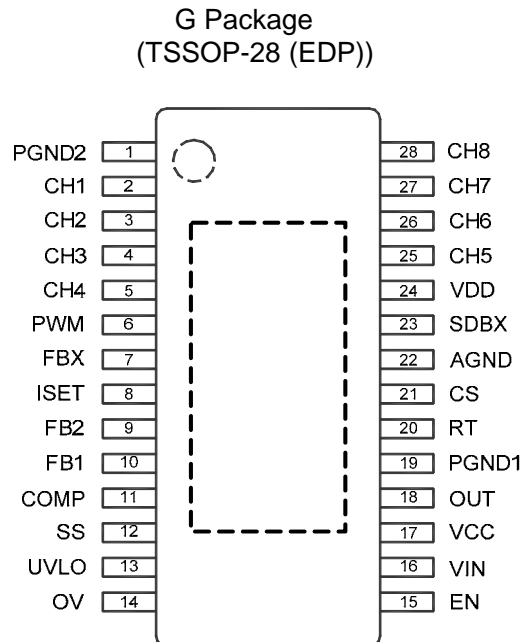 G Package
(TSSOP-28 (EDP))
PGND2 1 28 CH8
CH1 2 27 CH7
CH2 3 26 CH6
CH3 4 25 CH5
CH4 5 24 VDD
PWM 6 23 SDBX
FBX 7 22 AGND
ISET 8 21 CS
FB2 9 20 RT
FB1 10 19 PGND1
COMP 11 18 OUT
SS 12 17 VCC
UVLO 13 16 VIN
OV 14 15 EN